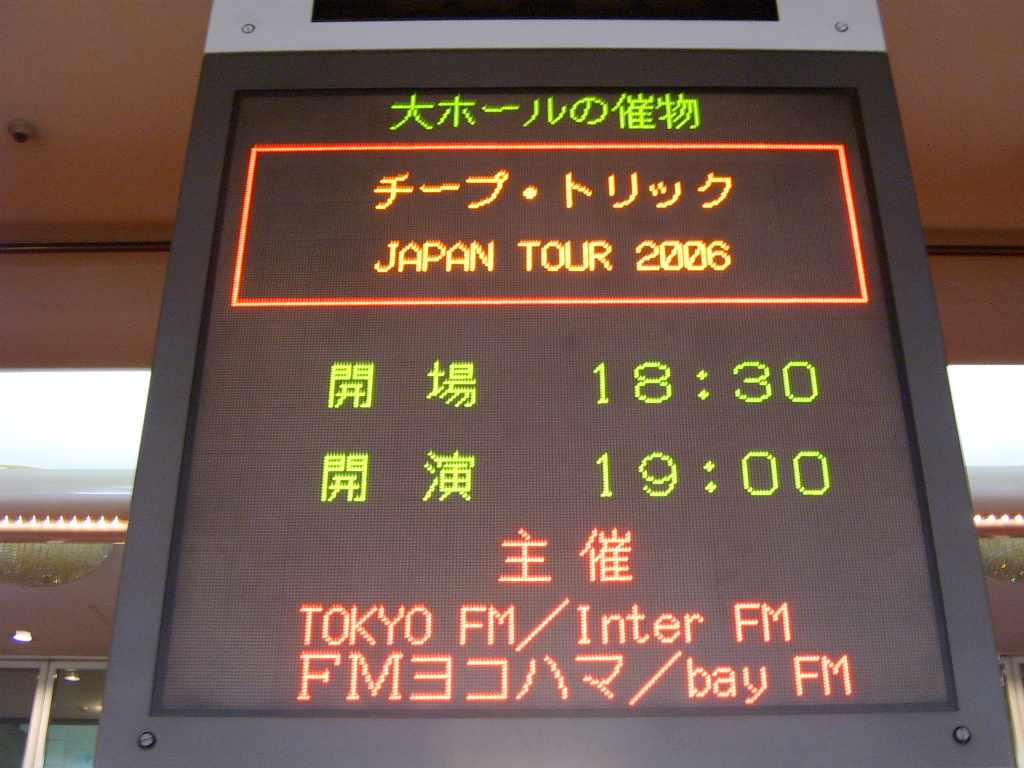 大ホールの催物
チープ・トリック
JAPAN TOUR 2006
開 場 18:30
開 演 19:00
主 催
TOKYO FM／Inter FM
FMヨコハマ／bay FM